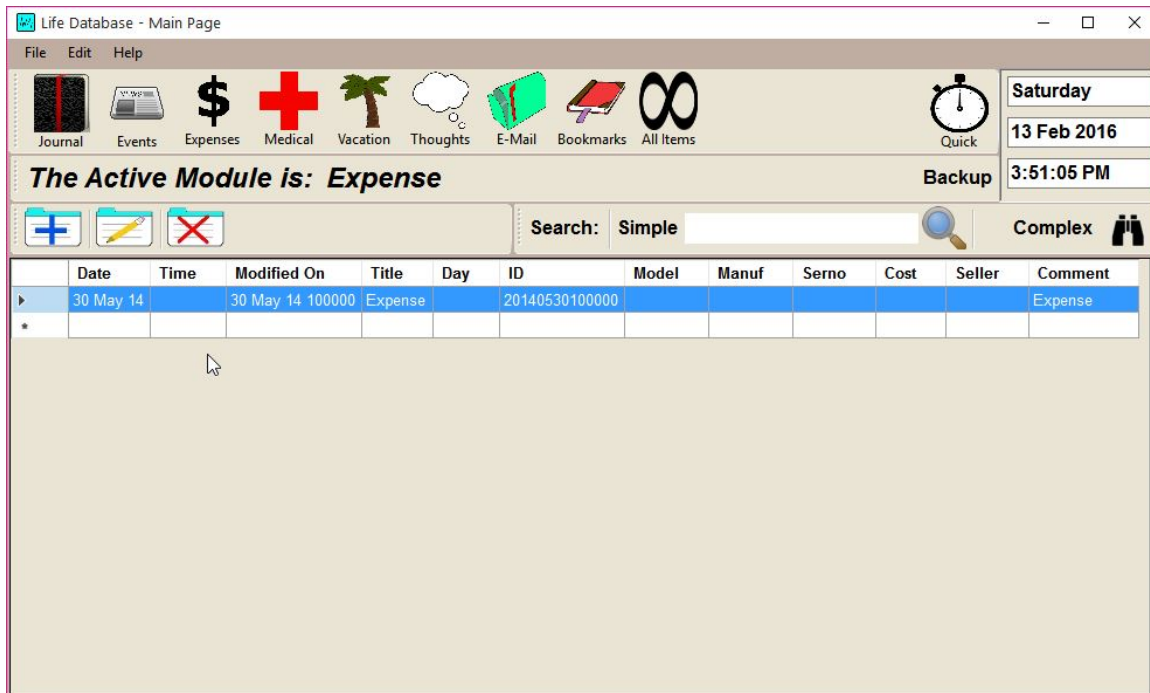 Life Database - Main Page
File Edit Help
Journal Events Expenses Medical Vacation Thoughts E-Mail Bookmarks All Items Quick
Saturday
13 Feb 2016
3:51:05 PM
The Active Module is: Expense Backup
Search: Simple Complex
Date Time Modified On Title Day ID Model Manuf Serno Cost Seller Comment
30 May 14 30 May 14 100000 Expense 20140530100000 Expense